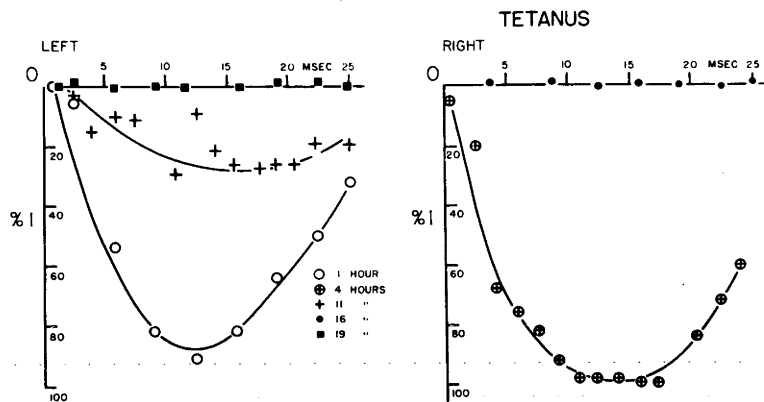 TETANUS
LEFT
0 5 10 15 20 MSEC 25
20
40
% I
60
80
100
1 HOUR
4 HOURS
11 "
16 "
19 "
RIGHT
0 5 10 15 20 MSEC 25
20
40
% I
60
80
100